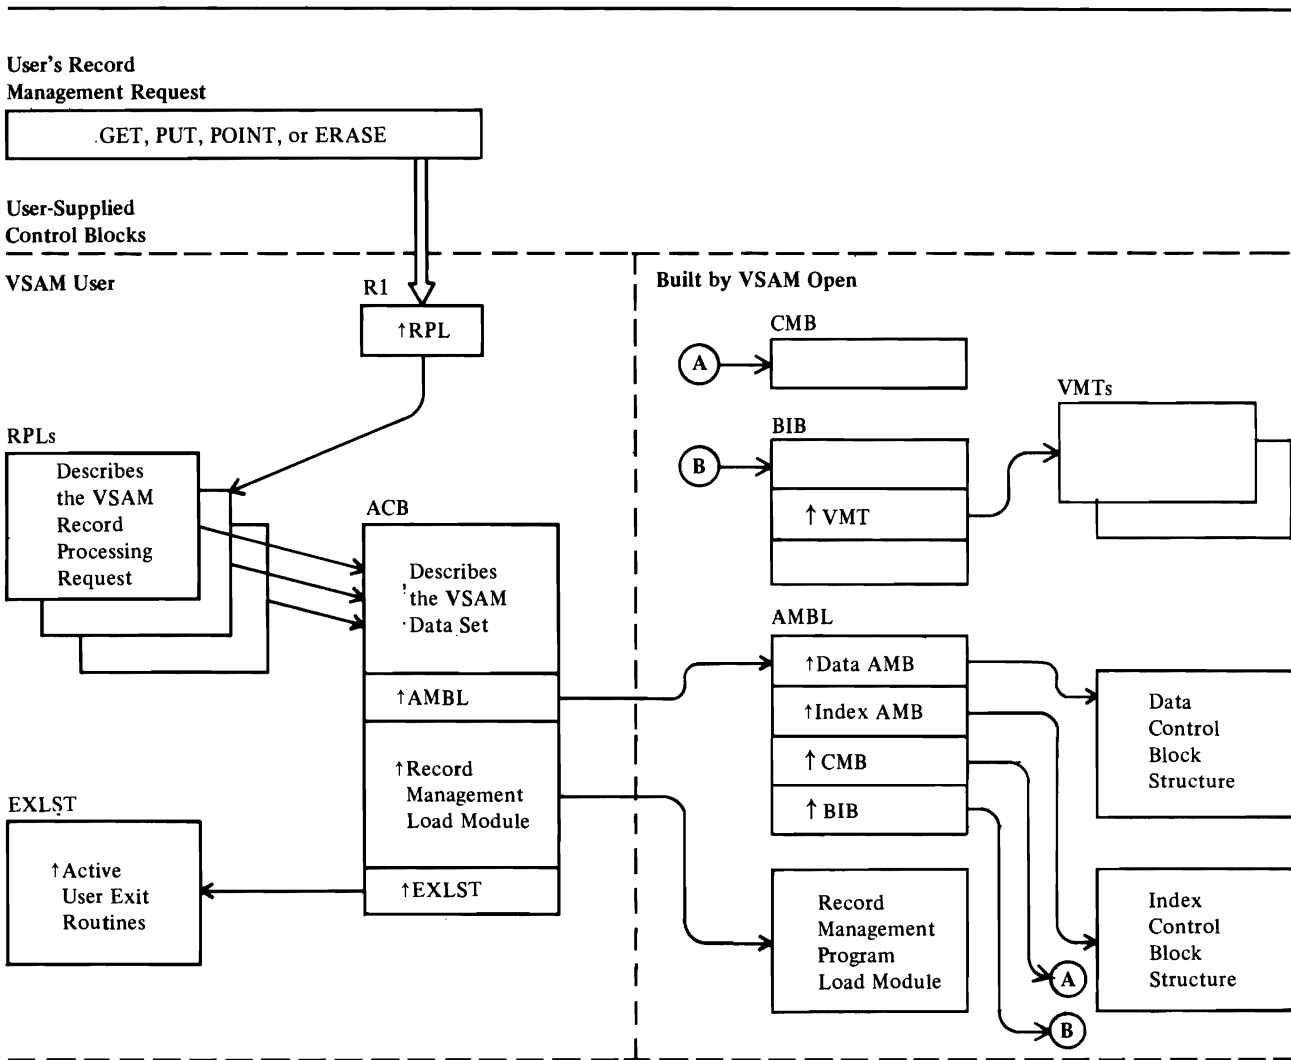 User's Record
Management Request
GET, PUT, POINT, or ERASE
User-Supplied
Control Blocks
VSAM User
R1
↑RPL
RPLs
Describes
the VSAM
Record
Processing
Request
ACB
Describes
the VSAM
Data Set
↑AMBL
↑Record
Management
Load Module
↑EXLST
EXLST
↑Active
User Exit
Routines
Built by VSAM Open
CMB
A
VMTs
BIB
B
↑VMT
AMBL
↑Data AMB
↑Index AMB
↑CMB
↑BIB
Data
Control
Block
Structure
Record
Management
Program
Load Module
Index
Control
Block
Structure
A
B